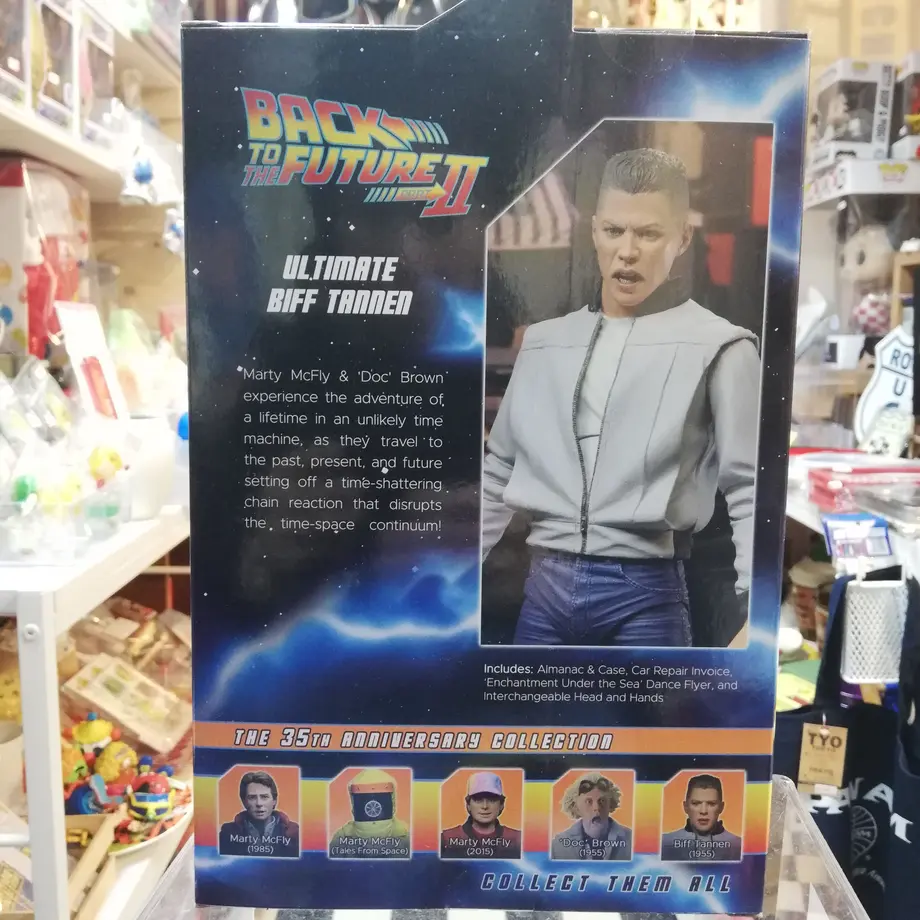 BACK
TO
THE FUTURE
PART II
ULTIMATE
BIFF TANNEN
Marty McFly & 'Doc' Brown
experience the adventure of
a lifetime in an unlikely time
machine, as they travel to
the past, present, and future
setting off a time-shattering
chain reaction that disrupts
the time-space continuum!
Includes: Almanac & Case, Car Repair Invoice,
'Enchantment Under the Sea' Dance Flyer, and
Interchangeable Head and Hands
THE 35TH ANNIVERSARY COLLECTION
Marty McFly
(1985)
Marty McFly
(Tales From Space)
Marty McFly
(2015)
"Doc" Brown
(1955)
Biff Tannen
(1955)
COLLECT THEM ALL
RO
U
TYO